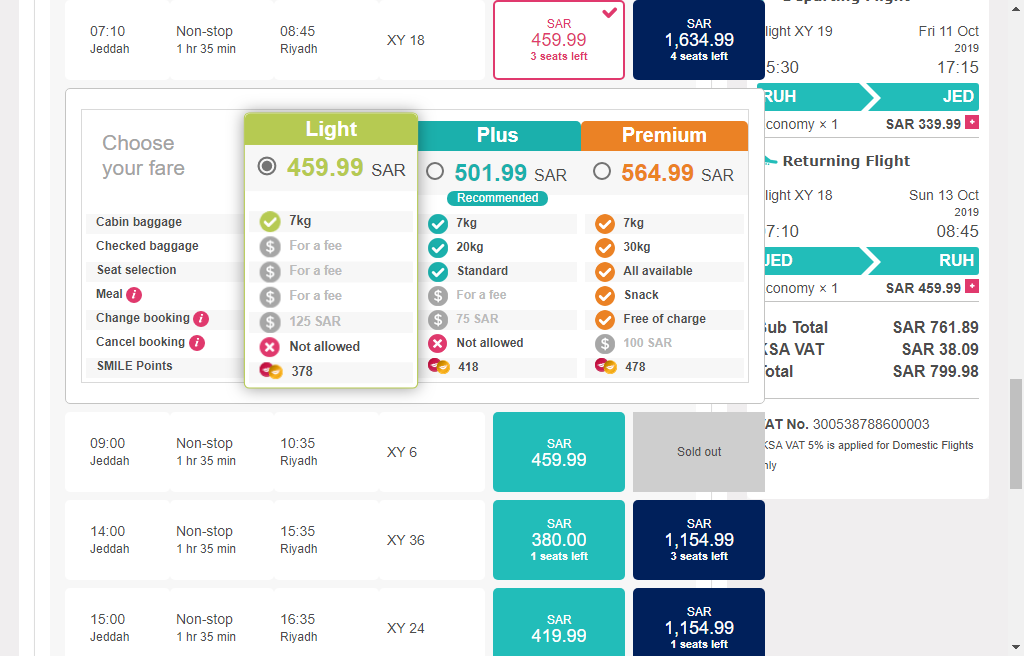 Departing Flight
07:10
Jeddah
Non-stop
1 hr 35 min
08:45
Riyadh
XY 18
SAR
459.99
3 seats left
SAR
1,634.99
4 seats left
light XY 19
Fri 11 Oct
2019
5:30
17:15
RUH
JED
conomy × 1
SAR 339.99
Returning Flight
light XY 18
Sun 13 Oct
2019
7:10
08:45
JED
RUH
conomy × 1
SAR 459.99
Sub Total
SAR 761.89
KSA VAT
SAR 38.09
Total
SAR 799.98
VAT No. 300538788600003
KSA VAT 5% is applied for Domestic Flights
nly
Choose
your fare
Light
Plus
Premium
459.99 SAR
501.99 SAR
564.99 SAR
Recommended
Cabin baggage
7kg
7kg
7kg
Checked baggage
For a fee
20kg
30kg
Seat selection
For a fee
Standard
All available
Meal i
For a fee
For a fee
Snack
Change booking i
125 SAR
75 SAR
Free of charge
Cancel booking i
Not allowed
Not allowed
100 SAR
SMILE Points
378
418
478
09:00
Jeddah
Non-stop
1 hr 35 min
10:35
Riyadh
XY 6
SAR
459.99
Sold out
14:00
Jeddah
Non-stop
1 hr 35 min
15:35
Riyadh
XY 36
SAR
380.00
1 seats left
SAR
1,154.99
3 seats left
15:00
Jeddah
Non-stop
1 hr 35 min
16:35
Riyadh
XY 24
SAR
419.99
SAR
1,154.99
1 seats left